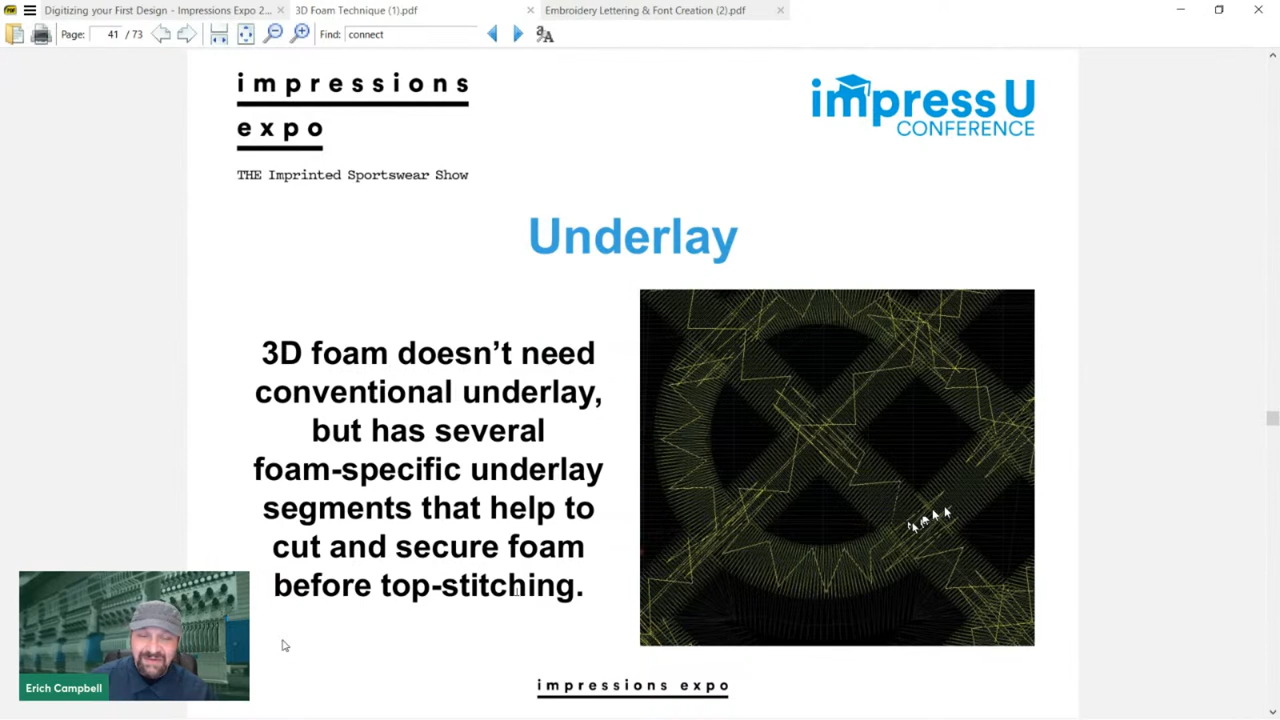 Digitizing your First Design - Impressions Expo 2...
3D Foam Technique (1).pdf
Embroidery Lettering & Font Creation (2).pdf
Page: 41 / 73
Find: connect
impressions
expo
THE Imprinted Sportswear Show
impress U
CONFERENCE
Underlay
3D foam doesn’t need
conventional underlay,
but has several
foam-specific underlay
segments that help to
cut and secure foam
before top-stitching.
Erich Campbell
impressions expo